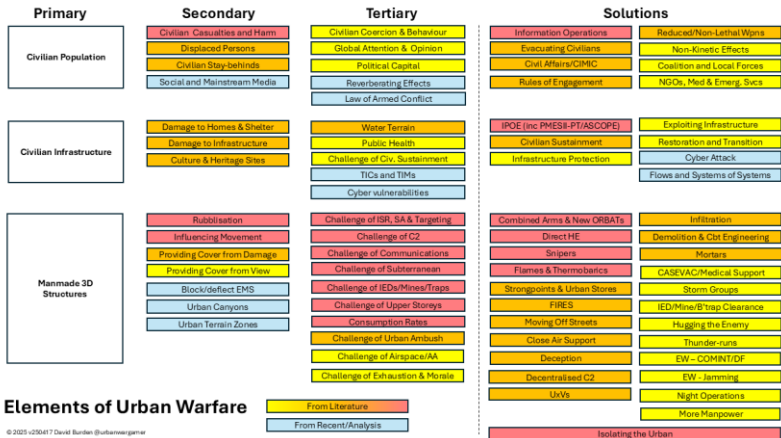 Primary
Secondary
Tertiary
Solutions
Civilian Population
Civilian Casualties and Harm
Displaced Persons
Civilian Stay-behinds
Social and Mainstream Media
Civilian Coercion & Behaviour
Global Attention & Opinion
Political Capital
Reverberating Effects
Law of Armed Conflict
Information Operations
Evacuating Civilians
Civil Affairs/CIMIC
Rules of Engagement
Reduced/Non-Lethal Wpns
Non-Kinetic Effects
Coalition and Local Forces
NGOs, Med & Emerg. Svcs
Civilian Infrastructure
Damage to Homes & Shelter
Damage to Infrastructure
Culture & Heritage Sites
Water Terrain
Public Health
Challenge of Civ. Sustainment
TICs and TIMs
Cyber vulnerabilities
IPOE (inc PMESII-PT/ASCOPE)
Civilian Sustainment
Infrastructure Protection
Exploiting Infrastructure
Restoration and Transition
Cyber Attack
Flows and Systems of Systems
Manmade 3D
Structures
Rubblisation
Influencing Movement
Providing Cover from Damage
Providing Cover from View
Block/deflect EMS
Urban Canyons
Urban Terrain Zones
Challenge of ISR, SA & Targeting
Challenge of C2
Challenge of Communications
Challenge of Subterranean
Challenge of IEDs/Mines/Traps
Challenge of Upper Storeys
Consumption Rates
Challenge of Urban Ambush
Challenge of Airspace/AA
Challenge of Exhaustion & Morale
Combined Arms & New ORBATs
Direct HE
Snipers
Flames & Thermobarics
Strongpoints & Urban Stores
FIRES
Moving Off Streets
Close Air Support
Deception
Decentralised C2
UxVs
Infiltration
Demolition & Cbt Engineering
Mortars
CASEVAC/Medical Support
Storm Groups
IED/Mine/B'trap Clearance
Hugging the Enemy
Thunder-runs
EW – COMINT/DF
EW - Jamming
Night Operations
More Manpower
Isolating the Urban
Elements of Urban Warfare
From Literature
From Recent/Analysis
© 2025 v250417 David Burden @urbanwargamer